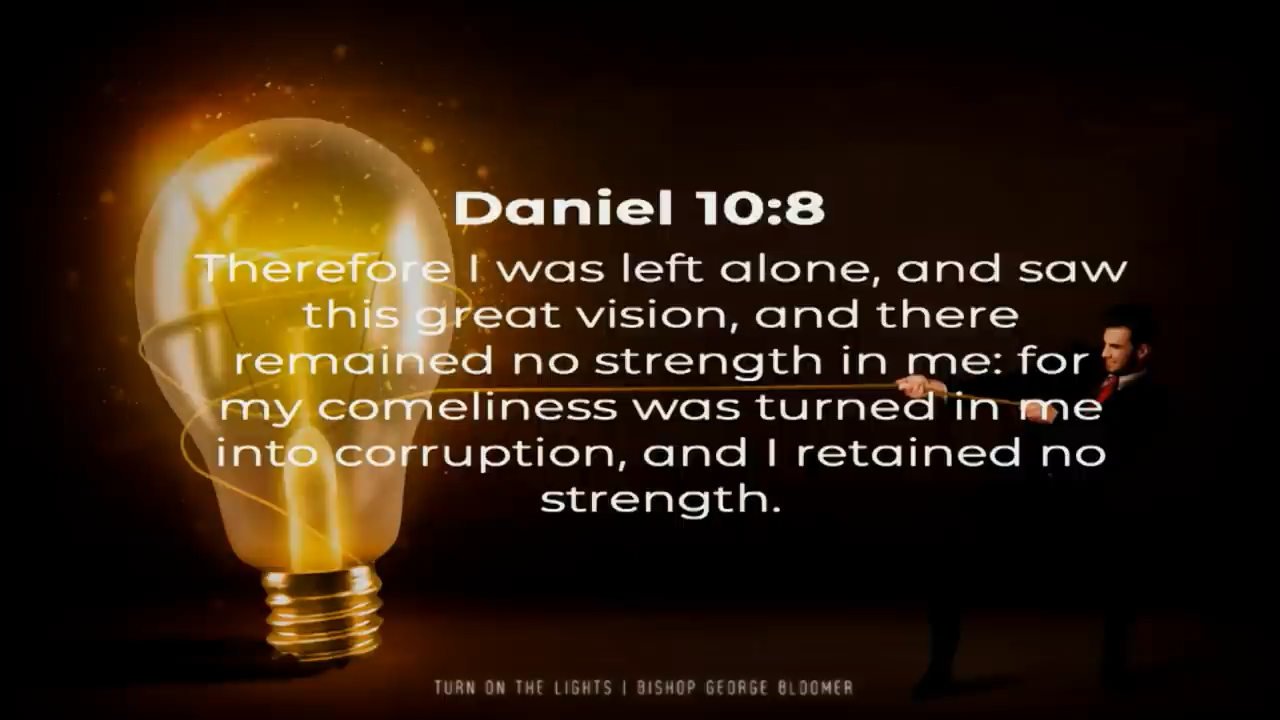 Daniel 10:8
Therefore I was left alone, and saw
this great vision, and there
remained no strength in me: for
my comeliness was turned in me
into corruption, and I retained no
strength.
TURN ON THE LIGHTS | BISHOP GEORGE BLOOMER